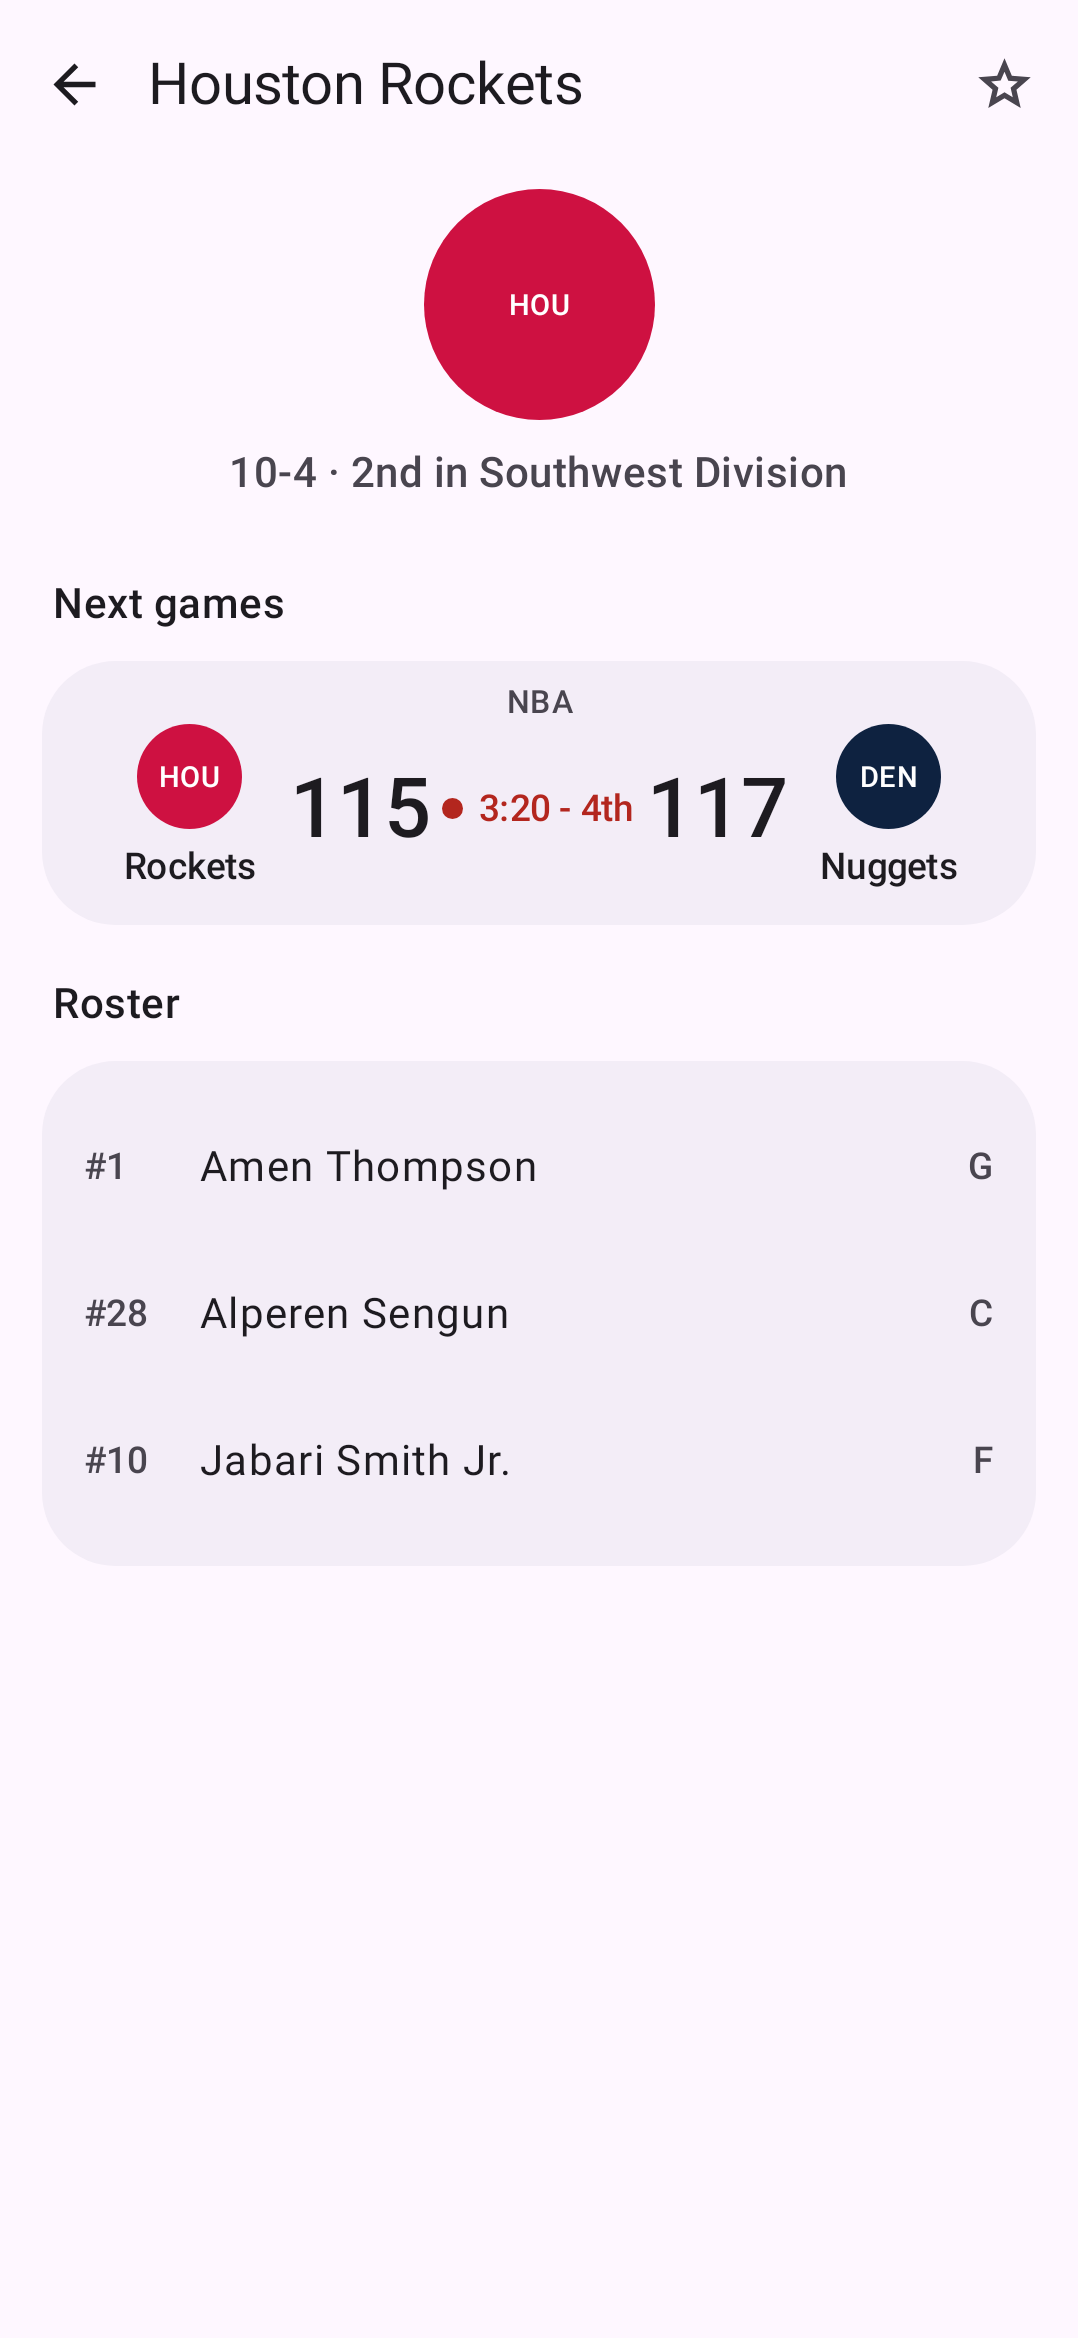 Houston Rockets
HOU
10-4 · 2nd in Southwest Division
Next games
NBA
HOU
115
3:20 - 4th
117
DEN
Rockets
Nuggets
Roster
#1 Amen Thompson G
#28 Alperen Sengun C
#10 Jabari Smith Jr. F